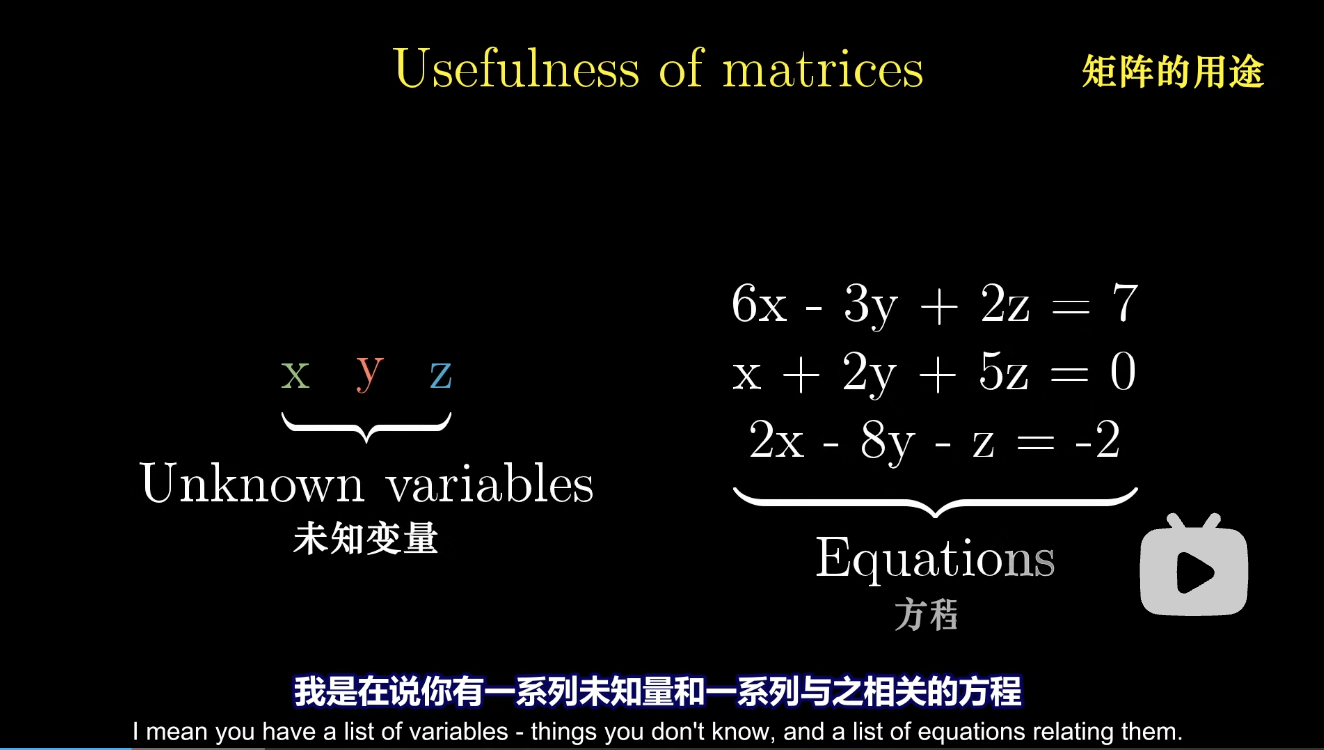 Usefulness of matrices
矩阵的用途
6x - 3y + 2z = 7
x + 2y + 5z = 0
2x - 8y - z = -2
x y z
Unknown variables
未知变量
Equations
方程
我是在说你有一系列未知量和一系列与之相关的方程
I mean you have a list of variables - things you don't know, and a list of equations relating them.